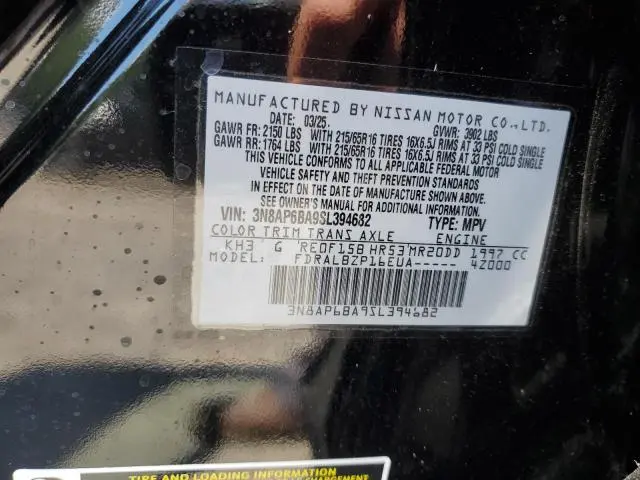 MANUFACTURED BY NISSAN MOTOR CO., LTD.
DATE: 03/25. GVWR: 3902 LBS
GAWR FR: 2150 LBS WITH 215/65R16 TIRES 16X6.5J RIMS AT 33 PSI COLD SINGLE
GAWR RR: 1764 LBS WITH 215/65R16 TIRES 16X6.5J RIMS AT 33 PSI COLD SINGLE
THIS VEHICLE CONFORMS TO ALL APPLICABLE FEDERAL MOTOR
VEHICLE SAFETY AND THEFT PREVENTION STANDARDS
IN EFFECT ON THE DATE OF MANUFACTURE SHOWN ABOVE.
SEE OWNER'S MANUAL FOR ADDITIONAL INFORMATION.
VIN: 3N8AP6BA9SL394682 TYPE: MPV
COLOR TRIM TRANS AXLE ENGINE
KH3 G RE0F15B HR53 MR20DD 1997 CC
MODEL: FDRALBZP16EUA----- 4Z000
3N8AP6BA9SL394682
TIRE AND LOADING INFORMATION